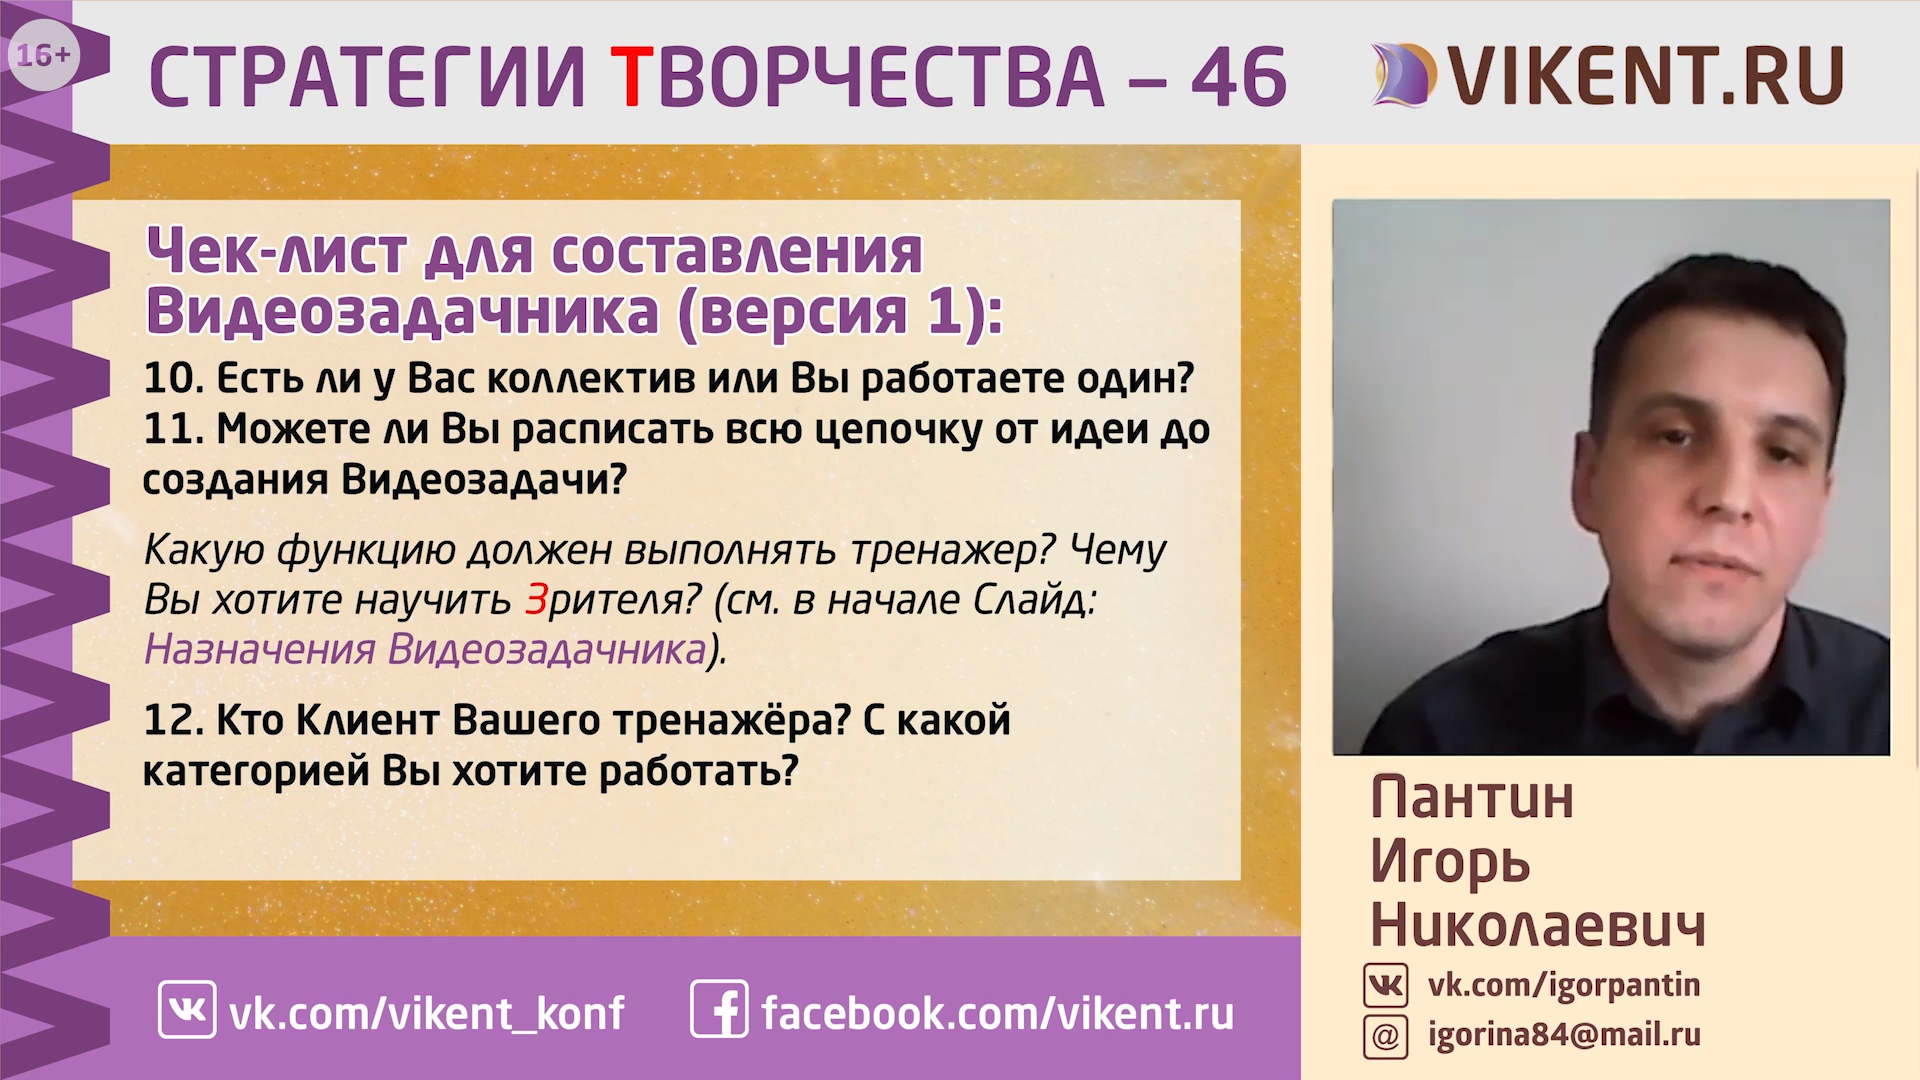 16+
СТРАТЕГИИ ТВОРЧЕСТВА – 46
VIKENT.RU
Чек-лист для составления
Видеозадачника (версия 1):
10. Есть ли у Вас коллектив или Вы работаете один?
11. Можете ли Вы расписать всю цепочку от идеи до
создания Видеозадачи?
Какую функцию должен выполнять тренажер? Чему
Вы хотите научить Зрителя? (см. в начале Слайд:
Назначения Видеозадачника).
12. Кто Клиент Вашего тренажёра? С какой
категорией Вы хотите работать?
Пантин
Игорь
Николаевич
vk.com/igorpantin
igorina84@mail.ru
vk.com/vikent_konf
facebook.com/vikent.ru